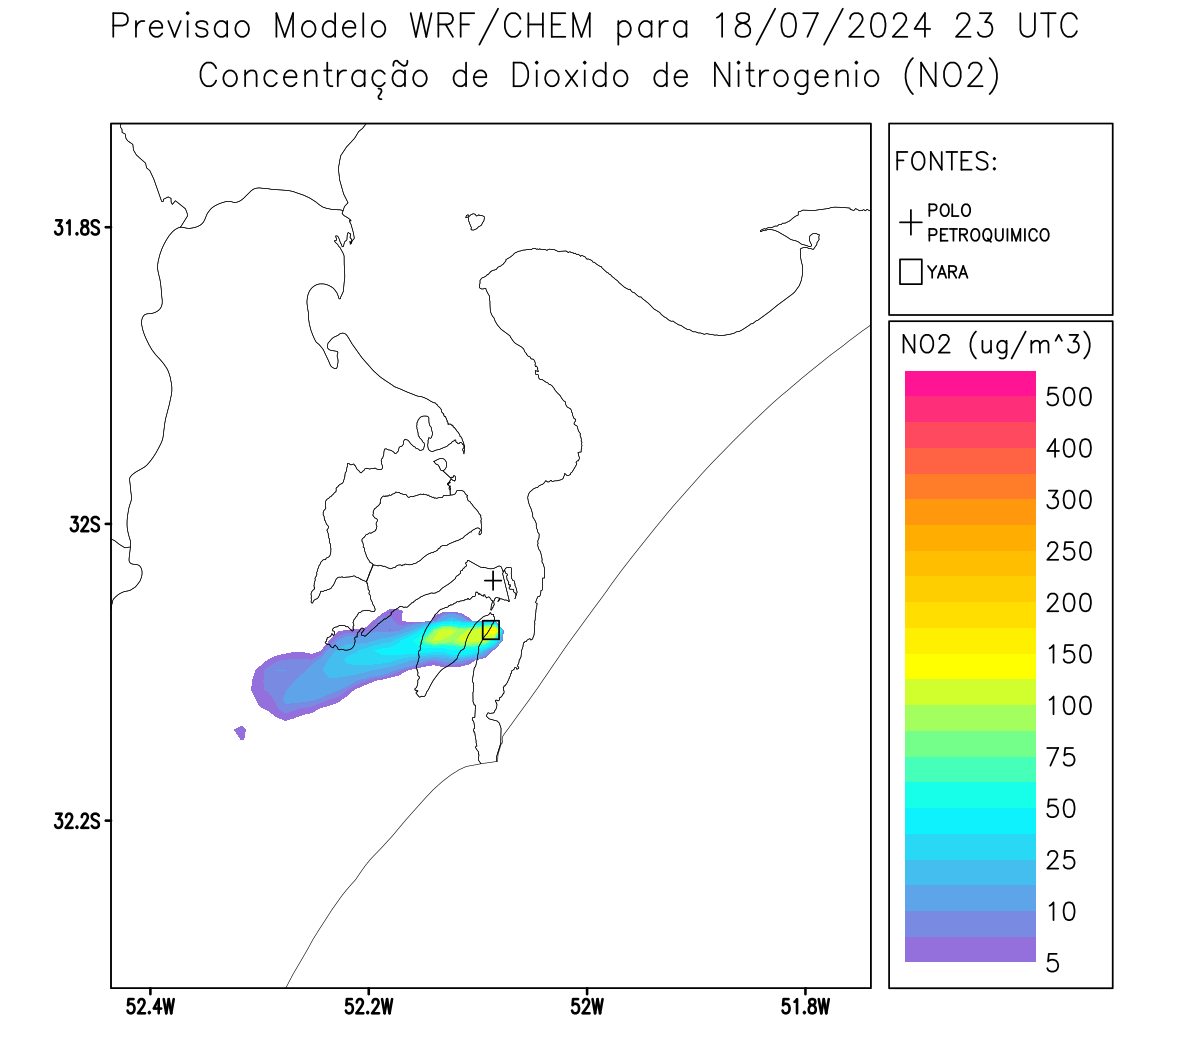 Previsao Modelo WRF/CHEM para 18/07/2024 23 UTC
Concentração de Dioxido de Nitrogenio (NO2)
FONTES:
POLO
PETROQUIMICO
YARA
NO2 (ug/m^3)
500
400
300
250
200
150
100
75
50
25
10
5
31.8S
32S
32.2S
52.4W
52.2W
52W
51.8W